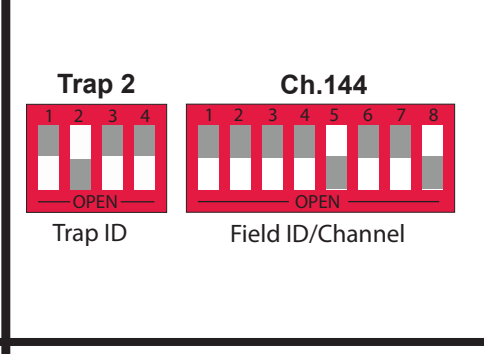 Trap 2
1 2 3 4
OPEN
Trap ID
Ch.144
1 2 3 4 5 6 7 8
OPEN
Field ID/Channel